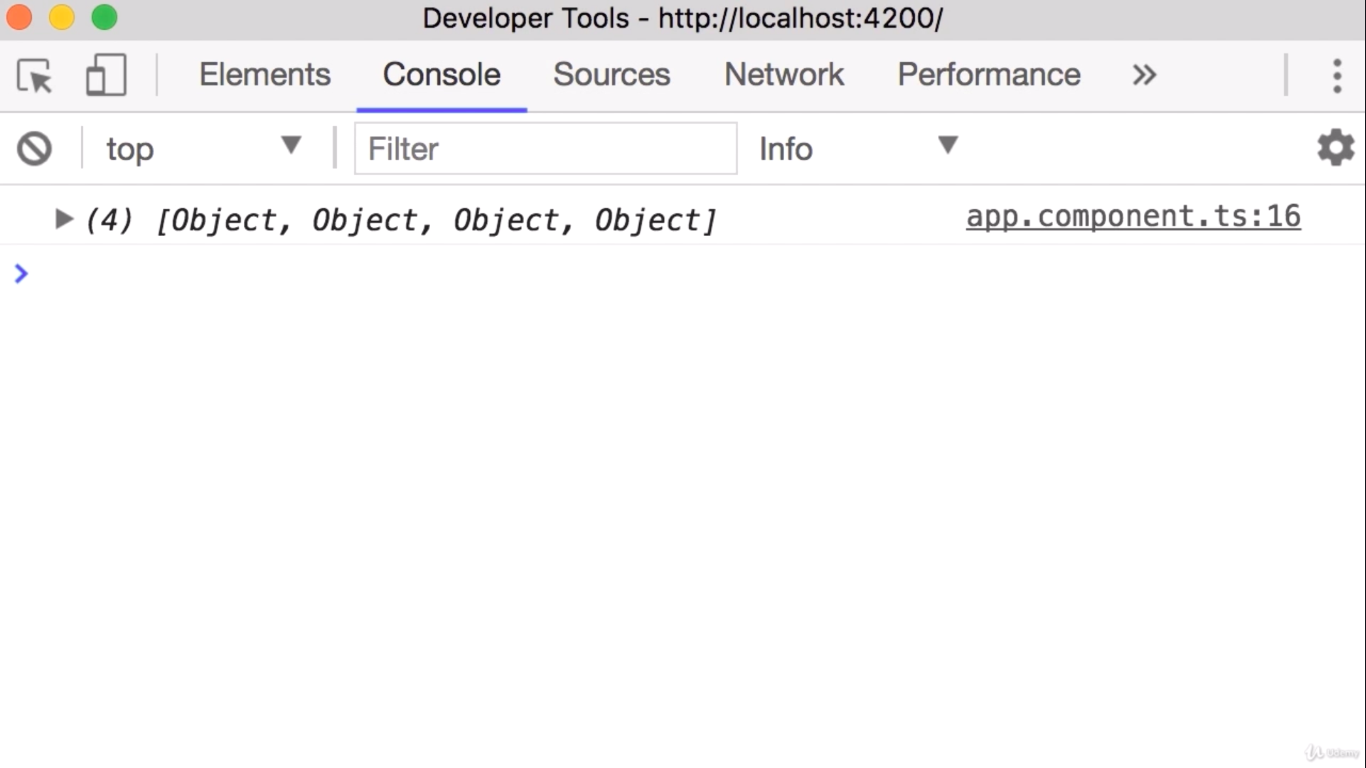 Developer Tools - http://localhost:4200/
Elements Console Sources Network Performance »
top Filter Info
(4) [Object, Object, Object, Object] app.component.ts:16
Udemy